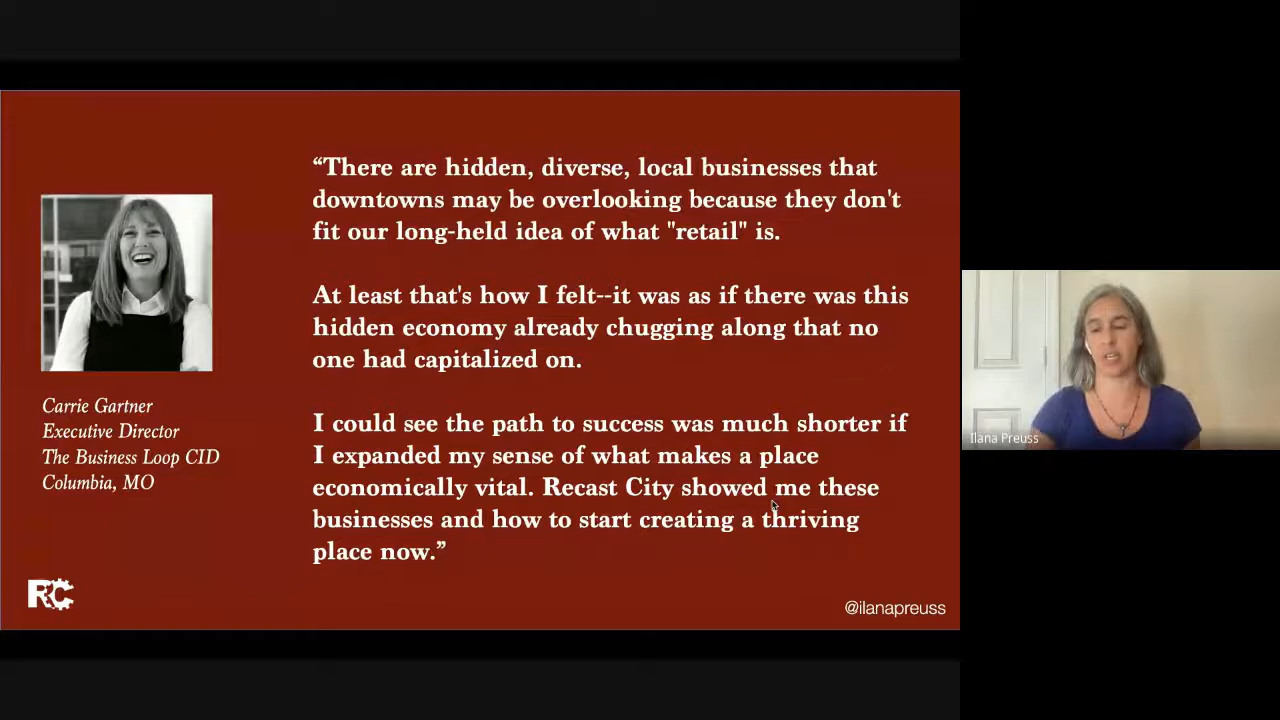 “There are hidden, diverse, local businesses that
downtowns may be overlooking because they don't
fit our long-held idea of what "retail" is.
At least that's how I felt--it was as if there was this
hidden economy already chugging along that no
one had capitalized on.
I could see the path to success was much shorter if
I expanded my sense of what makes a place
economically vital. Recast City showed me these
businesses and how to start creating a thriving
place now.”
Carrie Gartner
Executive Director
The Business Loop CID
Columbia, MO
RC
@ilanapreuss
Ilana Preuss